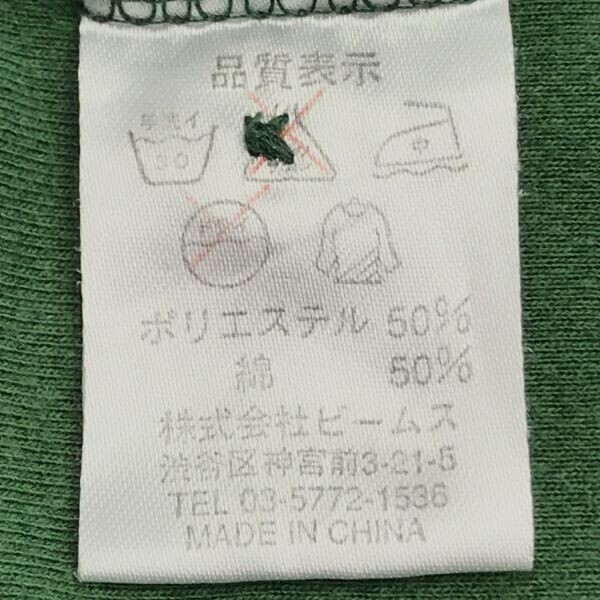 品質表示
手洗イ
30
ポリエステル 50%
綿 50%
株式会社ビームス
渋谷区神宮前3-21-5
TEL 03-5772-1536
MADE IN CHINA